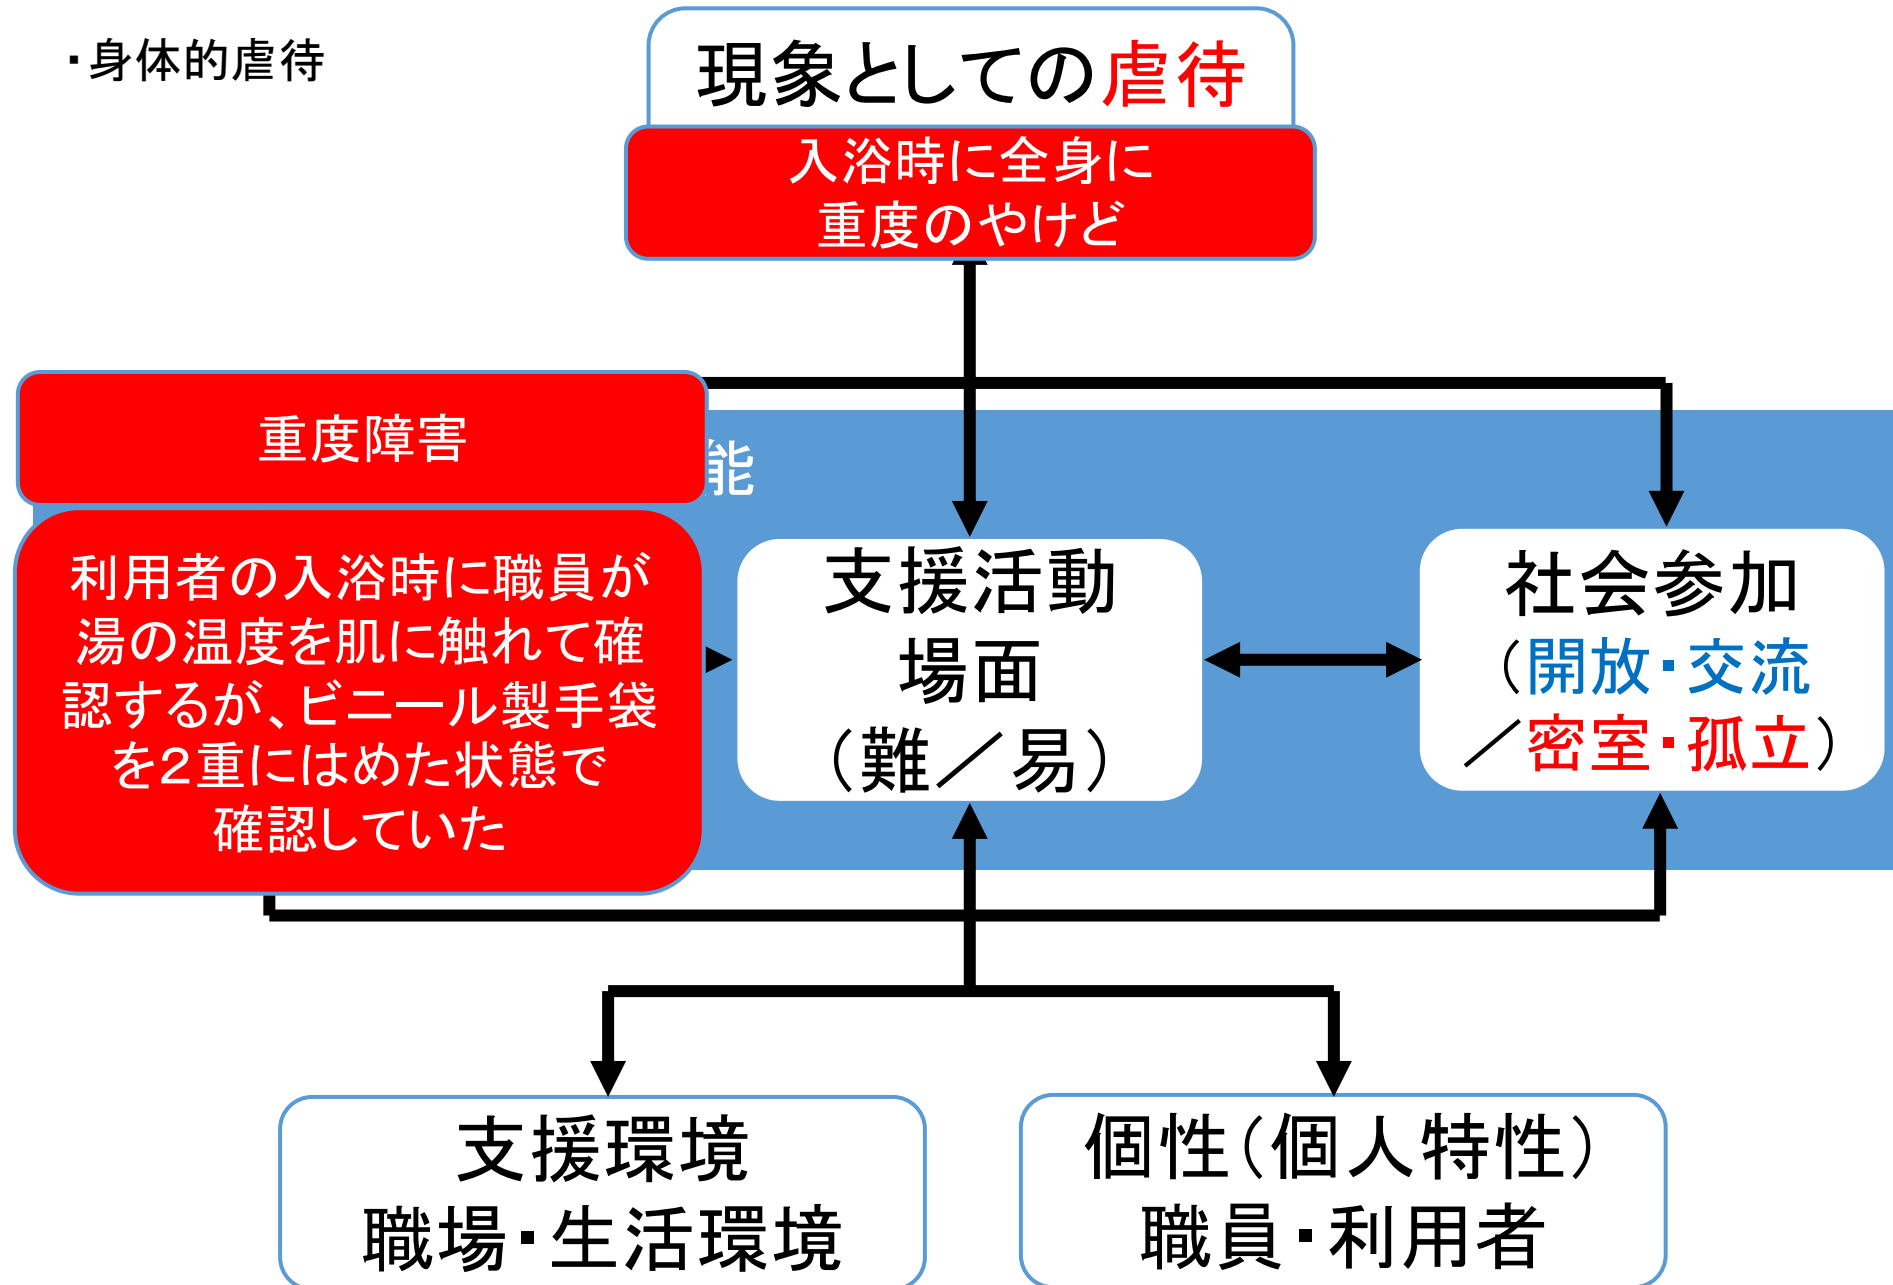 ・身体的虐待
現象としての虐待
入浴時に全身に
重度のやけど
重度障害
能
利用者の入浴時に職員が
湯の温度を肌に触れて確
認するが、ビニール製手袋
を２重にはめた状態で
確認していた
支援活動
場面
（難／易）
社会参加
（開放・交流
／密室・孤立）
支援環境
職場・生活環境
個性（個人特性）
職員・利用者